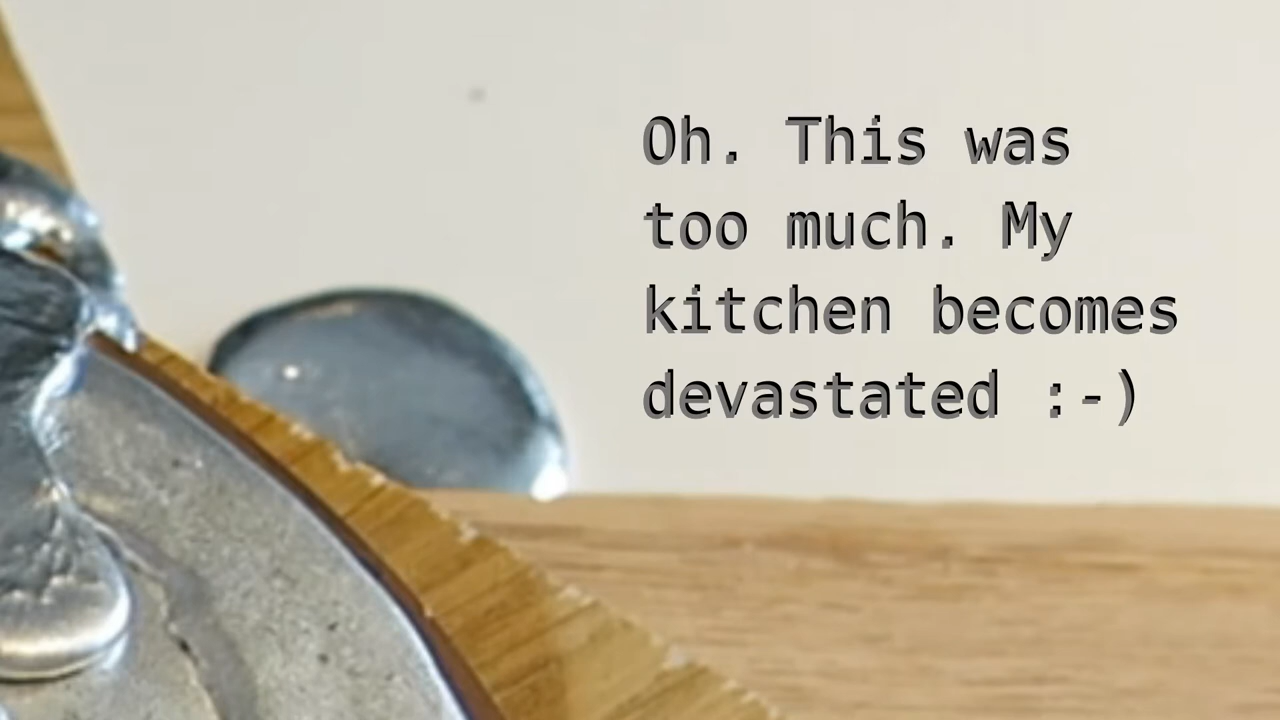 Oh. This was
too much. My
kitchen becomes
devastated :-)